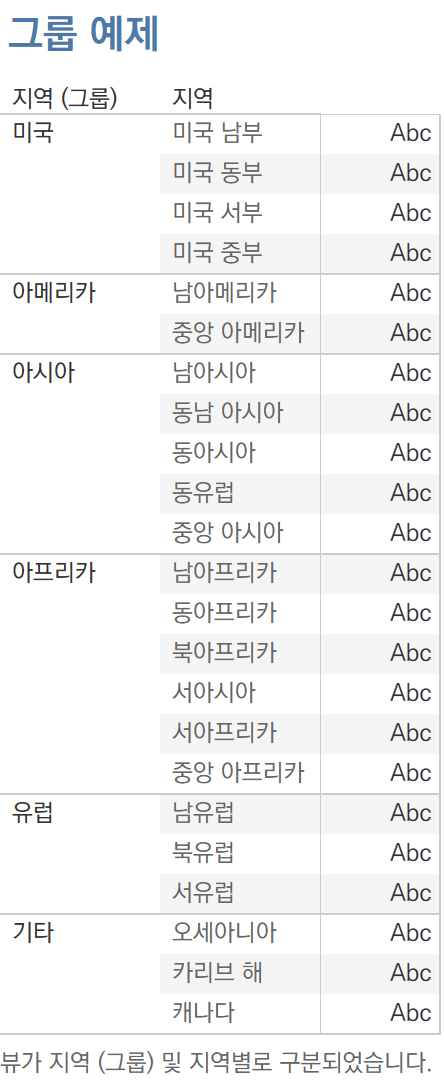 그룹 예제
지역 (그룹) 지역
미국 미국 남부 Abc
미국 동부 Abc
미국 서부 Abc
미국 중부 Abc
아메리카 남아메리카 Abc
중앙 아메리카 Abc
아시아 남아시아 Abc
동남 아시아 Abc
동아시아 Abc
동유럽 Abc
중앙 아시아 Abc
아프리카 남아프리카 Abc
동아프리카 Abc
북아프리카 Abc
서아시아 Abc
서아프리카 Abc
중앙 아프리카 Abc
유럽 남유럽 Abc
북유럽 Abc
서유럽 Abc
기타 오세아니아 Abc
카리브 해 Abc
캐나다 Abc
뷰가 지역 (그룹) 및 지역별로 구분되었습니다.